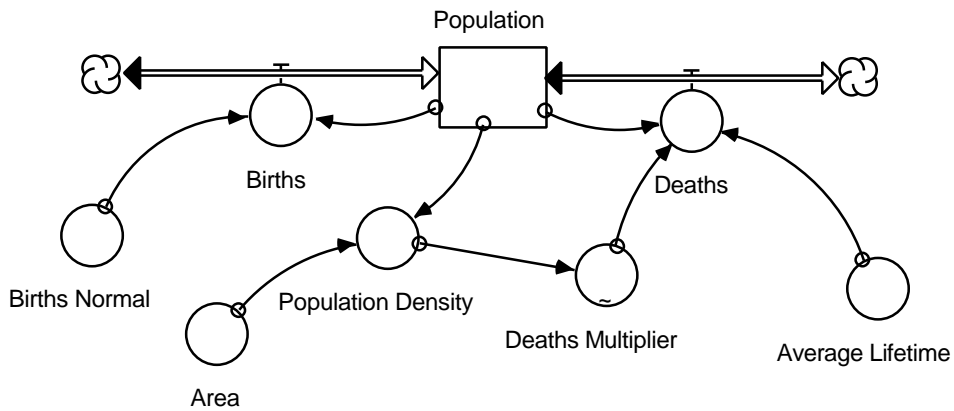 Population
Births
Deaths
Births Normal
Population Density
~
Deaths Multiplier
Average Lifetime
Area